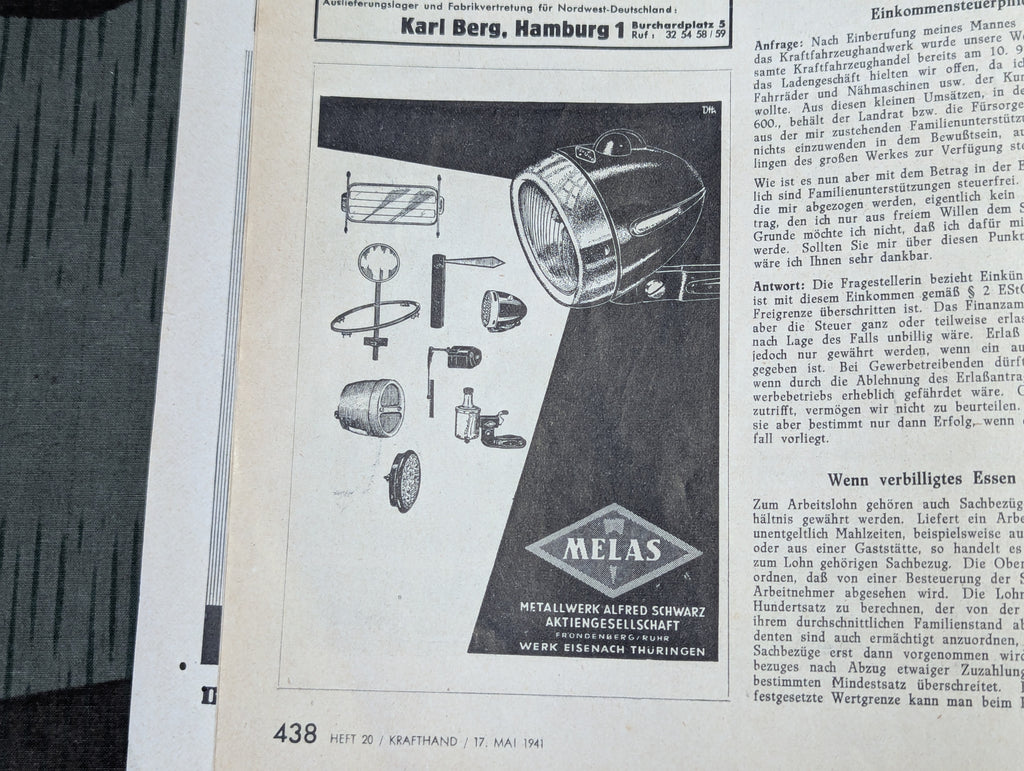 Auslieferungslager und Fabrikvertretung für Nordwest-Deutschland:
Karl Berg, Hamburg 1 Burchardplatz 5
Ruf: 32 54 58/59
MELAS
METALLWERK ALFRED SCHWARZ
AKTIENGESELLSCHAFT
FRÖNDENBERG/RUHR
WERK EISENACH THÜRINGEN
438 HEFT 20 / KRAFTHAND / 17. MAI 1941
Anfrage: Nach Einberufung meines Mannes
das Kraftfahrzeughandwerk wurde unsere
samte Kraftfahrzeughandel bereits am 10.
das Ladengeschäft hielten wir offen, da
Fahrräder und Nähmaschinen usw. der
wollte. Aus diesen kleinen Umsätzen, in
600., behält der Landrat bzw. die Fürsorge
aus der mir zustehenden
nichts einzuwenden in dem Bewußtsein,
lingen des großen Werkes zur Verfügung
Wie ist es nun aber mit dem Betrag in der
lich sind Familienunterstützungen steuerfrei.
die mir abgezogen werden, eigentlich kein
trag, den ich nur aus freiem Willen dem
Grunde möchte ich nicht, daß ich dafür
werde. Sollten Sie mir über diesen Punkt
wäre ich Ihnen sehr dankbar.
Antwort: Die Fragestellerin bezieht
ist mit diesem Einkommen gemäß § 2
Freigrenze überschritten ist. Das
aber die Steuer ganz oder teilweise
nach Lage des Falls unbillig wäre.
jedoch nur gewährt werden, wenn ein
gegeben ist. Bei Gewerbetreibenden
wenn durch die Ablehnung des
werbebetriebs erheblich gefährdet wäre.
zutrifft, vermögen wir nicht zu beurteilen.
sie aber bestimmt nur dann Erfolg, wenn
fall vorliegt.
Wenn verbilligtes Essen
Zum Arbeitslohn gehören auch
hältnis gewährt werden. Liefert ein
unentgeltlich Mahlzeiten, beispielsweise
oder aus einer Gaststätte, so handelt es
zum Lohn gehörigen Sachbezug. Die
ordnen, daß von einer Besteuerung der
Arbeitnehmer abgesehen wird. Die
Hundertsatz zu berechnen, der von der
ihrem durchschnittlichen Familienstand
denten sind auch ermächtigt anzuordnen,
Sachbezüge erst dann vorgenommen
bezuges nach Abzug etwaiger
bestimmten Mindestsatz überschreitet.
festgesetzte Wertgrenze kann man beim